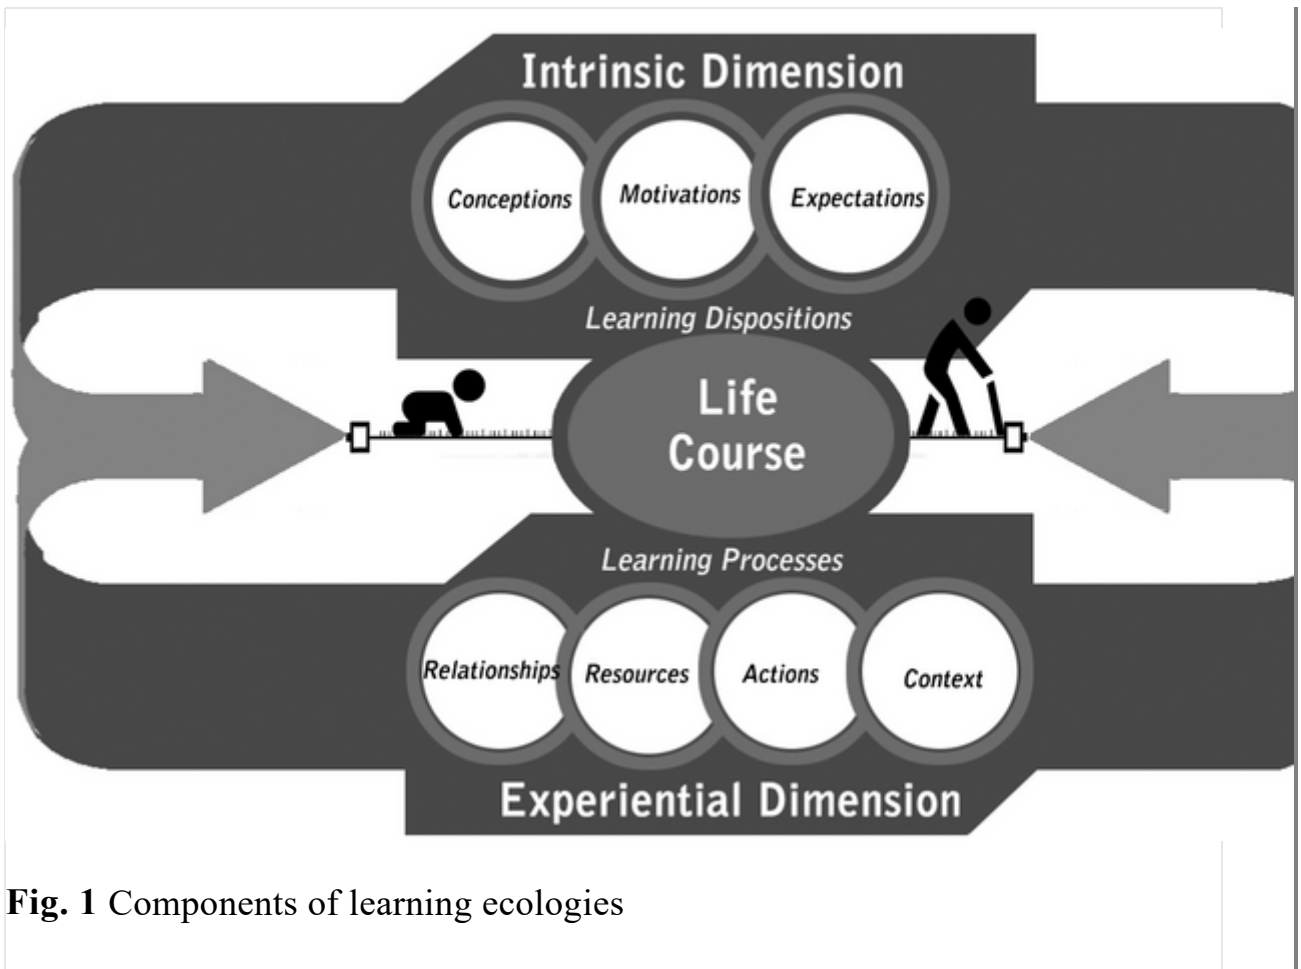 Intrinsic Dimension
Conceptions
Motivations
Expectations
Learning Dispositions
Life
Course
Learning Processes
Relationships
Resources
Actions
Context
Experiential Dimension
Fig. 1 Components of learning ecologies